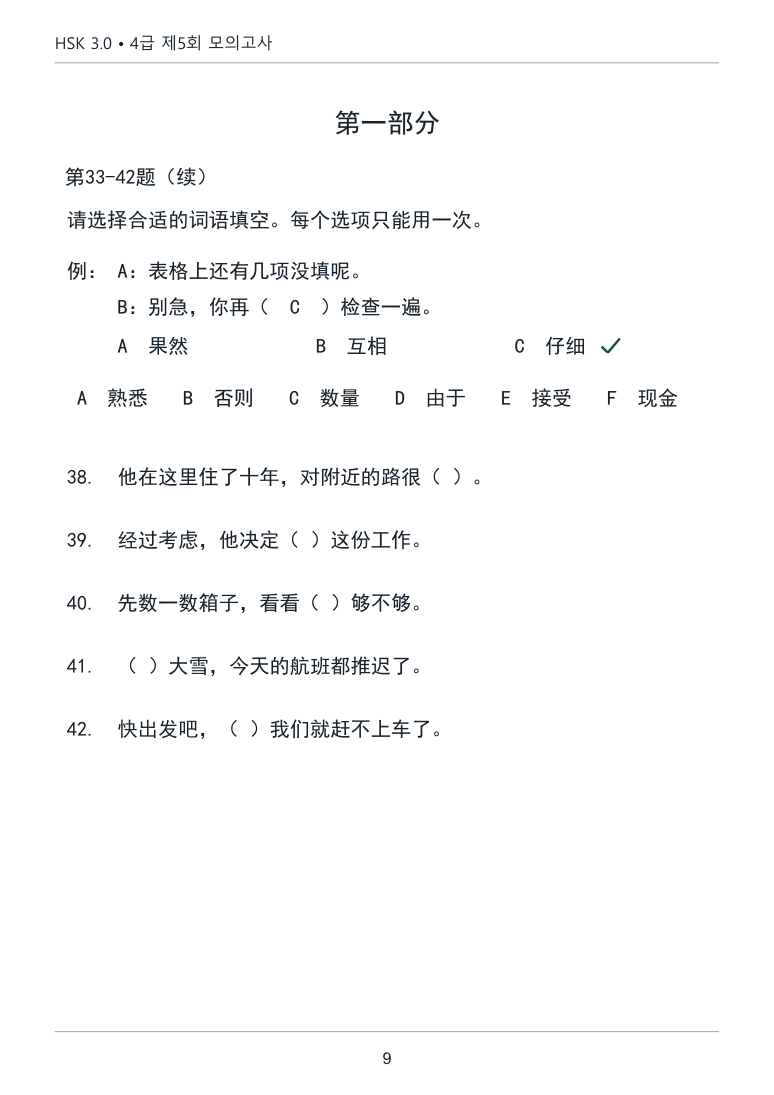 HSK 3.0 • 4급 제5회 모의고사
第一部分
第33-42题（续）
请选择合适的词语填空。每个选项只能用一次。
例： A：表格上还有几项没填呢。
B：别急，你再（ C ）检查一遍。
A 果然 B 互相 C 仔细 ✓
A 熟悉 B 否则 C 数量 D 由于 E 接受 F 现金
38. 他在这里住了十年，对附近的路很（ ）。
39. 经过考虑，他决定（ ）这份工作。
40. 先数一数箱子，看看（ ）够不够。
41. （ ）大雪，今天的航班都推迟了。
42. 快出发吧，（ ）我们就赶不上车了。
9